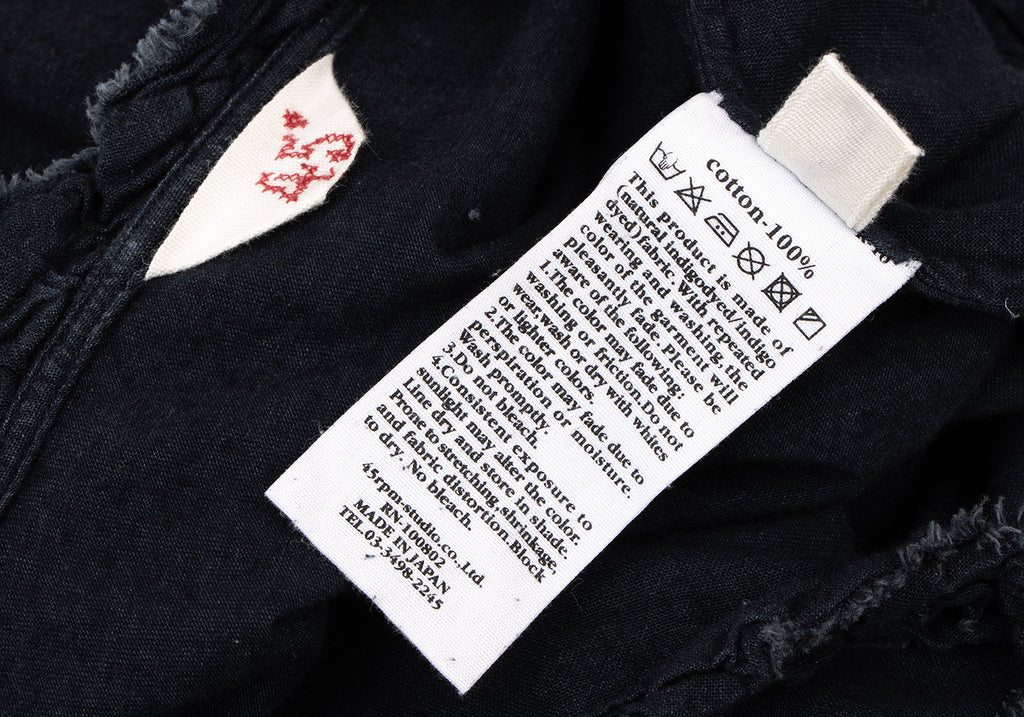 cotton-100%
This product is made of
(natural indigodyed/indigo
dyed)fabric. With repeated
wearing and washing,the
color of the garment will
pleasantly fade, please be
aware of the following:
1.The color may fade due to
washing or friction.Do not
wear,wash or dry with whites
or lighter colors.
2.The color may fade due to
perspiration or moisture.
Wash promptly.
3.Do not bleach.
4.Consistent exposure to
sunlight may alter the color.
Line dry and store in shade.
Prone to stretching,shrinkage,
and fabric distortion.Block
to dry. No bleach.
45rpm-studio.co.,Ltd.
RN-100802
MADE IN JAPAN
TEL.03-3498-2245